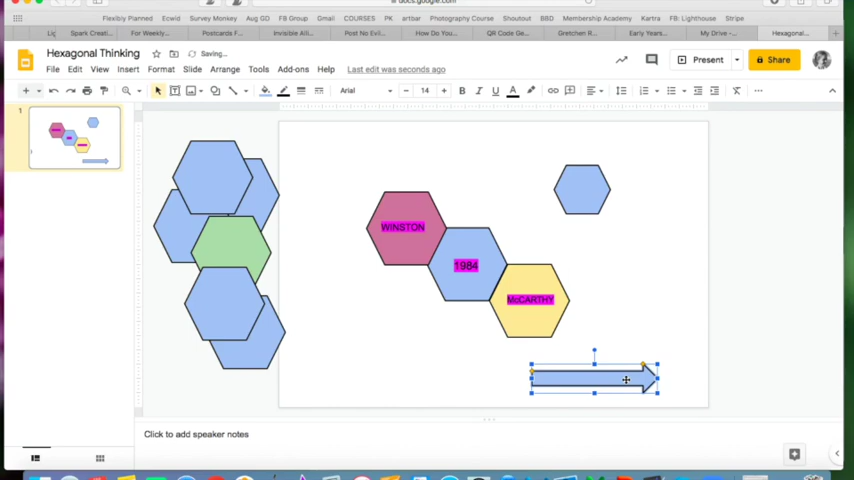 docs.google.com
Flexibly Planned Ecwid Survey Monkey Aug GO FB Group Gmail COURSES PK artbar Photography Course Shoutout BBD Membership Academy Kartra FB: Lighthouse Stripe
Spark Creati... For Weekly... Postcards F... Invisible Alli... Post No Evil... How Do You... QR Code Ge... Gretchen R... Early Years... My Drive -... Hexagonal...
Hexagonal Thinking Saving...
Present Share
File Edit View Insert Format Slide Arrange Tools Add-ons Help Last edit was seconds ago
Arial 14 B I U A
1
WINSTON
1984
McCARTHY
Click to add speaker notes